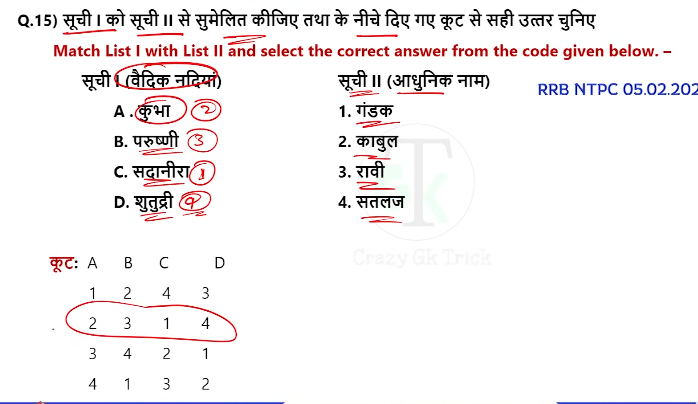 Q.15) सूची I को सूची II से सुमेलित कीजिए तथा के नीचे दिए गए कूट से सही उत्तर चुनिए
Match List I with List II and select the correct answer from the code given below. –
सूची I (वैदिक नदियां) सूची II (आधुनिक नाम)
RRB NTPC 05.02.202
A . कुंभा 2 1. गंडक
B. परुष्णी 3 2. काबुल
C. सदानीरा 1 3. रावी
D. शुतुद्री 4 4. सतलज
Crazy Gk Trick
कूट: A B C D
1 2 4 3
2 3 1 4
3 4 2 1
4 1 3 2